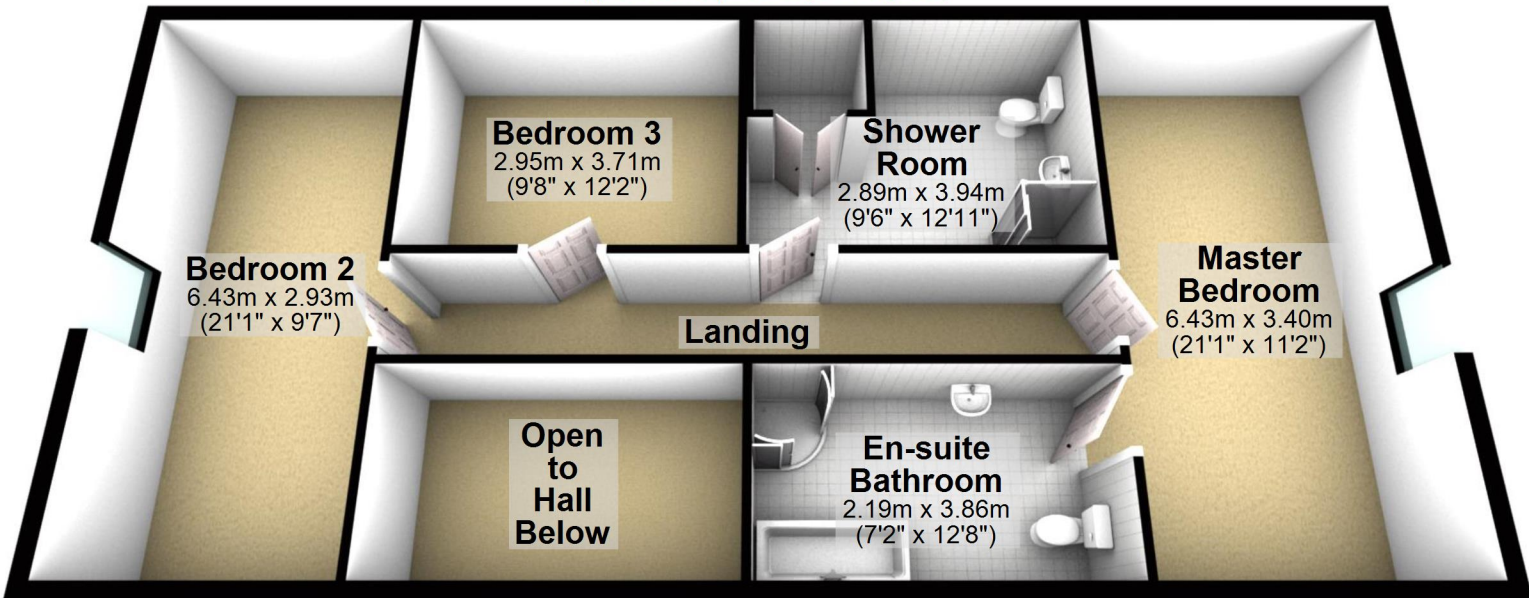 Bedroom 3
2.95m x 3.71m
(9'8" x 12'2")
Shower
Room
2.89m x 3.94m
(9'6" x 12'11")
Bedroom 2
6.43m x 2.93m
(21'1" x 9'7")
Master
Bedroom
6.43m x 3.40m
(21'1" x 11'2")
Landing
Open
to
Hall
Below
En-suite
Bathroom
2.19m x 3.86m
(7'2" x 12'8")